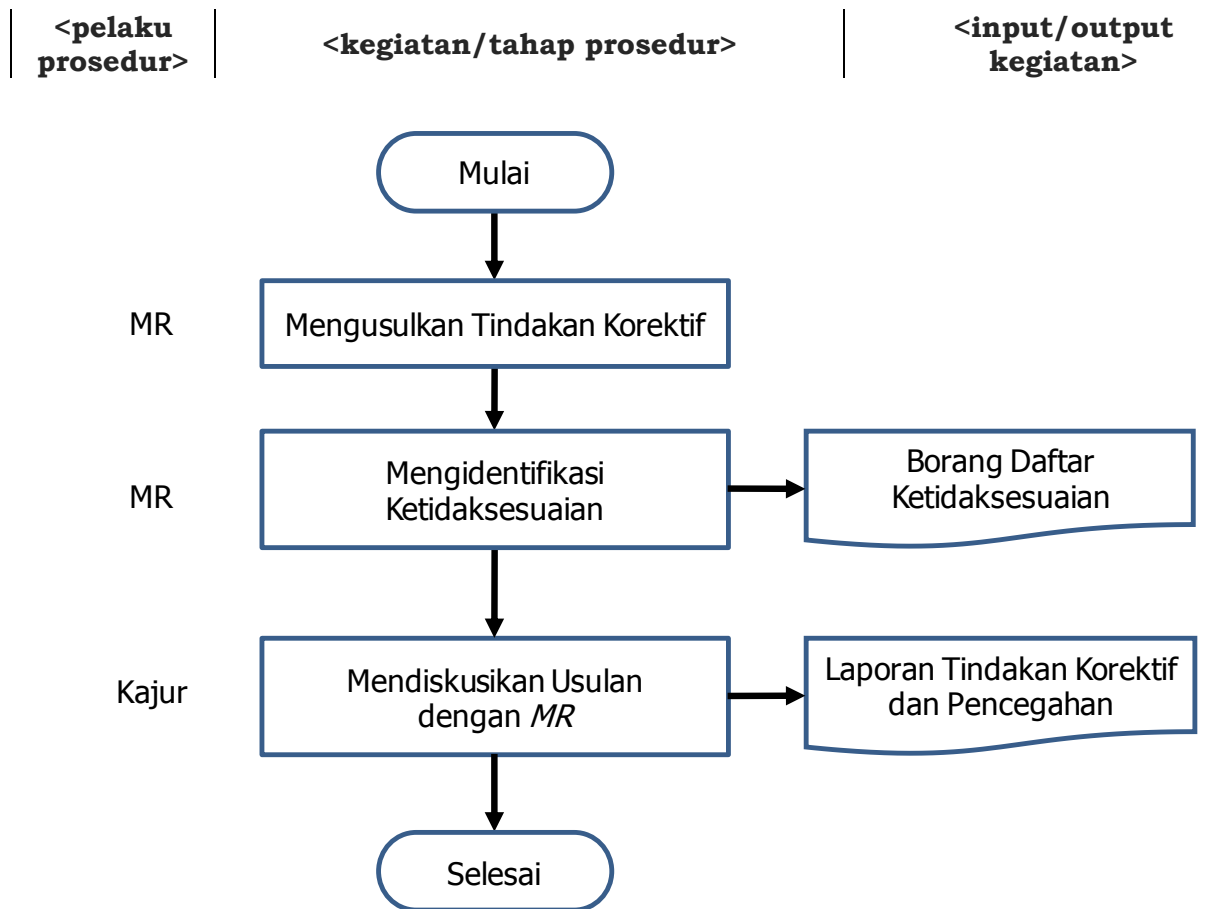 <pelaku
prosedur>
<kegiatan/tahap prosedur>
<input/output
kegiatan>
Mulai
MR
Mengusulkan Tindakan Korektif
MR
Mengidentifikasi
Ketidaksesuaian
Borang Daftar
Ketidaksesuaian
Kajur
Mendiskusikan Usulan
dengan MR
Laporan Tindakan Korektif
dan Pencegahan
Selesai